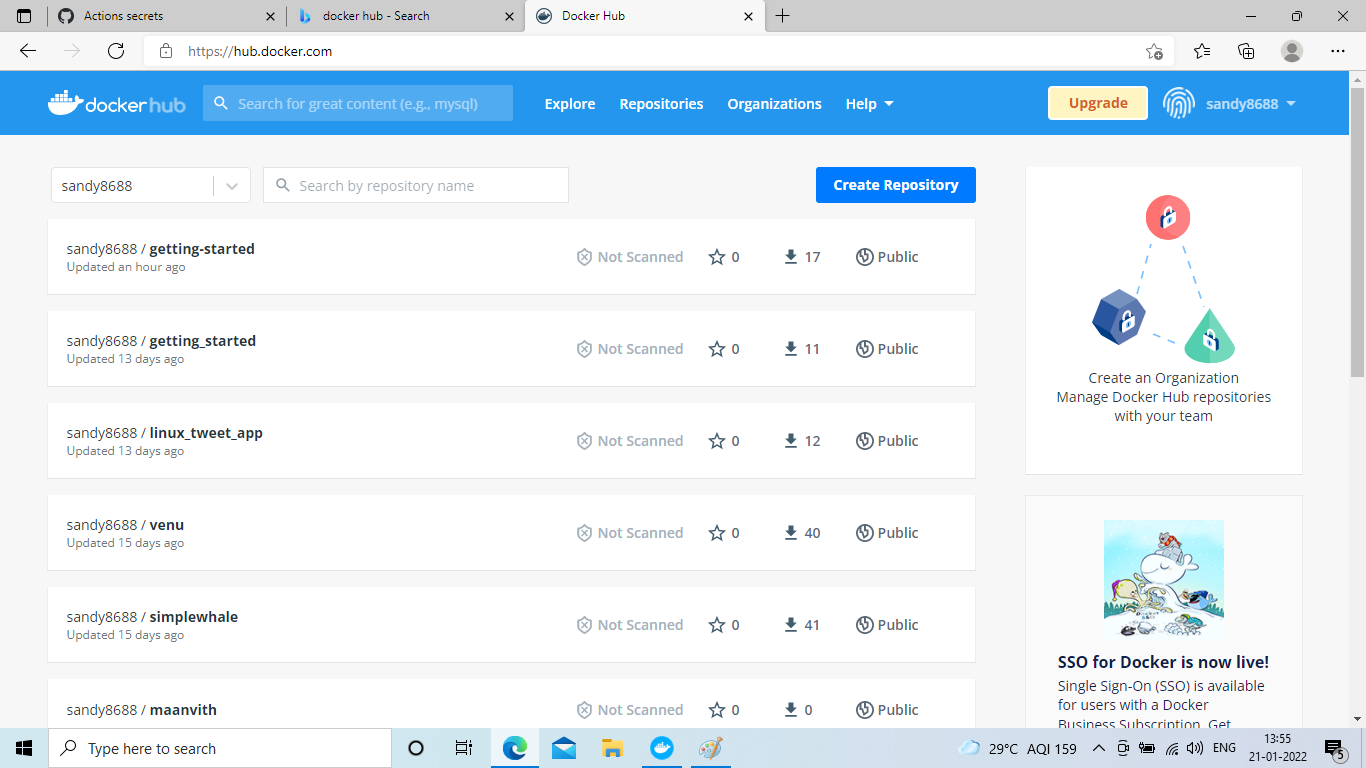 Actions secrets
docker hub - Search
Docker Hub
https://hub.docker.com
dockerhub
Search for great content (e.g., mysql)
Explore
Repositories
Organizations
Help
Upgrade
sandy8688
sandy8688
Search by repository name
Create Repository
sandy8688 / getting-started
Updated an hour ago
Not Scanned
0
17
Public
sandy8688 / getting_started
Updated 13 days ago
Not Scanned
0
11
Public
sandy8688 / linux_tweet_app
Updated 13 days ago
Not Scanned
0
12
Public
sandy8688 / venu
Updated 15 days ago
Not Scanned
0
40
Public
sandy8688 / simplewhale
Updated 15 days ago
Not Scanned
0
41
Public
sandy8688 / maanvith
Not Scanned
0
0
Public
Create an Organization
Manage Docker Hub repositories
with your team
SSO for Docker is now live!
Single Sign-On (SSO) is available
for users with a Docker
Business Subscription. Get
Type here to search
29°C AQI 159
ENG
13:55
21-01-2022
5